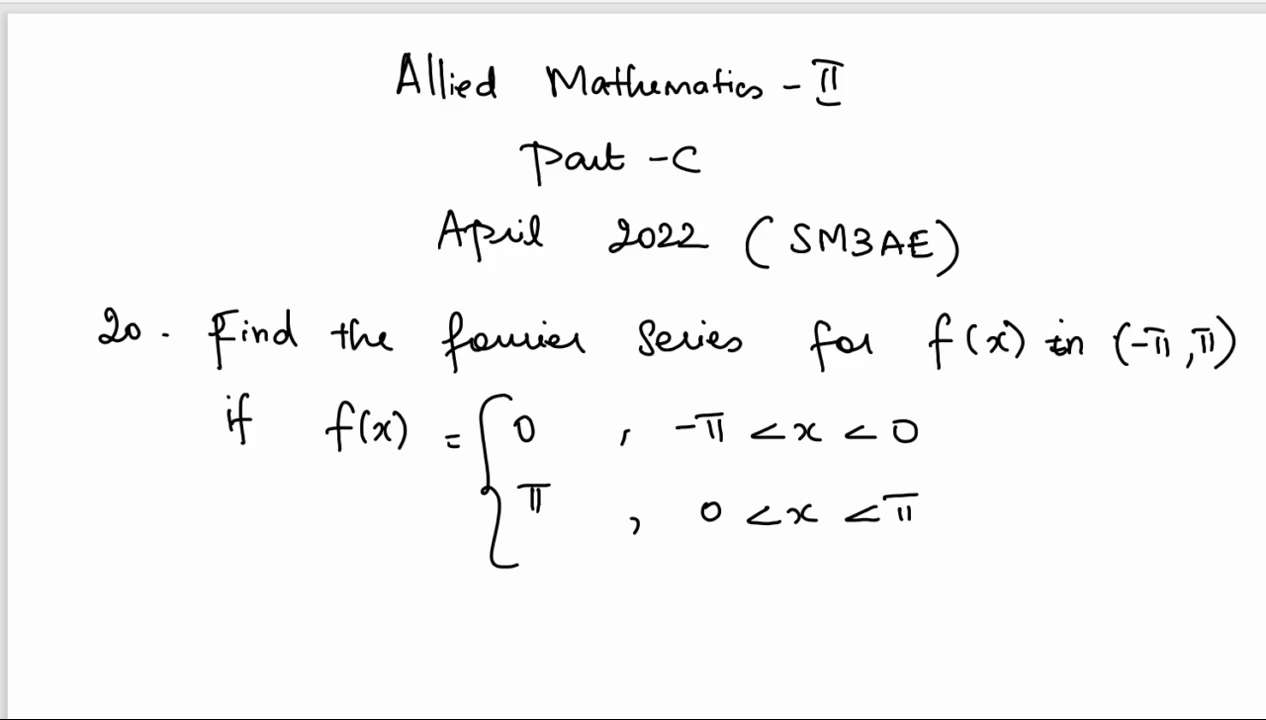 Allied Mathematics - II
Part - C
April 2022 (SM3AE)
20. Find the fourier Series for f(x) in (-π, π)
if f(x) = { 0 , -π < x < 0
π , 0 < x < π